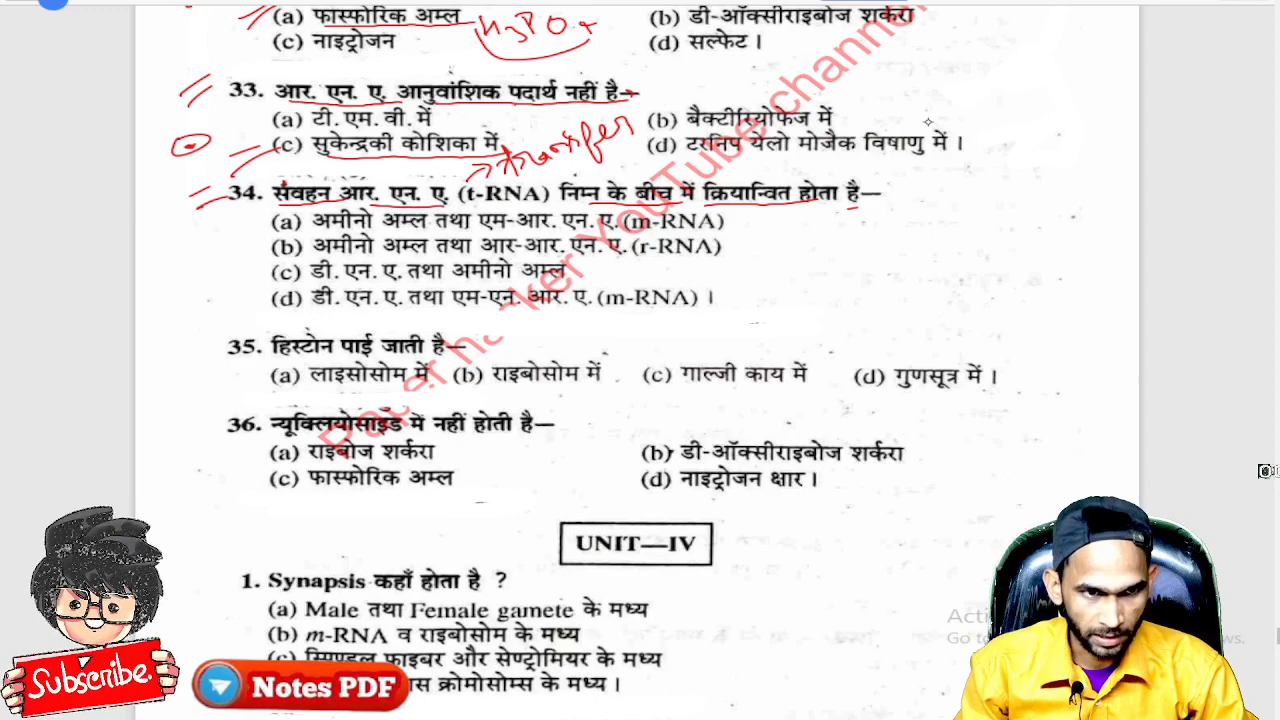 (a) फास्फोरिक अम्ल (b) डी-ऑक्सीराइबोज शर्करा
(c) नाइट्रोजन (d) सल्फेट।
33. आर. एन. ए. आनुवांशिक पदार्थ नहीं है—
(a) टी. एम. वी. में (b) बैक्टीरियोफेज में
(c) सुकेन्द्रकी कोशिका में (d) टरनिप येलो मोजैक विषाणु में।
transfer
34. संवहन आर. एन. ए. (t-RNA) निम्न के बीच में क्रियान्वित होता है—
(a) अमीनो अम्ल तथा एम-आर. एन. ए. (m-RNA)
(b) अमीनो अम्ल तथा आर-आर. एन. ए. (r-RNA)
(c) डी. एन. ए. तथा अमीनो अम्ल
(d) डी. एन. ए. तथा एम-एन. आर. ए. (m-RNA)।
35. हिस्टोन पाई जाती है—
(a) लाइसोसोम में (b) राइबोसोम में (c) गाल्जी काय में (d) गुणसूत्र में।
36. न्यूक्लियोसाइड में नहीं होती है—
(a) राइबोज शर्करा (b) डी-ऑक्सीराइबोज शर्करा
(c) फास्फोरिक अम्ल (d) नाइट्रोजन क्षार।
UNIT—IV
1. Synapsis कहाँ होता है ?
(a) Male तथा Female gamete के मध्य
(b) m-RNA व राइबोसोम के मध्य
(c) स्पिण्डल फाइबर और सेण्ट्रोमियर के मध्य
क्रोमोसोम्स के मध्य।
YouTube channel
Subscribe.
Notes PDF